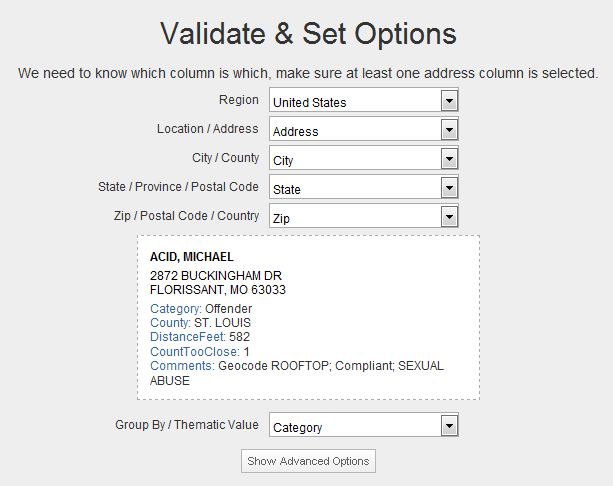 Validate & Set Options
We need to know which column is which, make sure at least one address column is selected.
Region United States
Location / Address Address
City / County City
State / Province / Postal Code State
Zip / Postal Code / Country Zip
ACID, MICHAEL
2872 BUCKINGHAM DR
FLORISSANT, MO 63033
Category: Offender
County: ST. LOUIS
DistanceFeet: 582
CountTooClose: 1
Comments: Geocode ROOFTOP; Compliant; SEXUAL
ABUSE
Group By / Thematic Value Category
Show Advanced Options